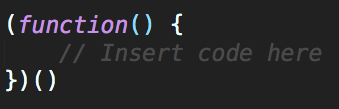 (function() {
    // Insert code here
})()